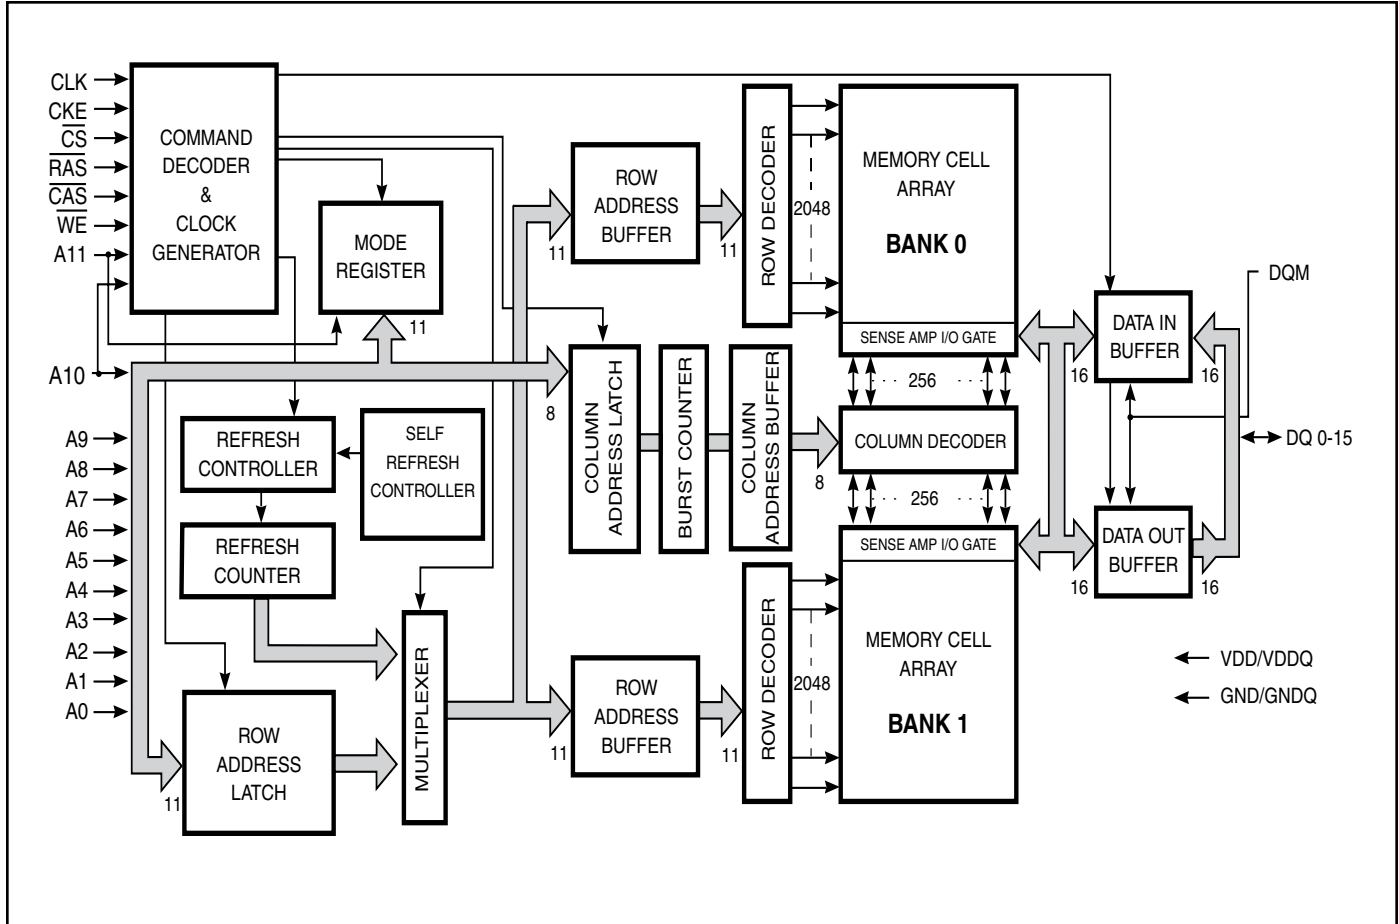 CLK
CKE
CS
RAS
CAS
WE
A11
A10
A9
A8
A7
A6
A5
A4
A3
A2
A1
A0
COMMAND
DECODER
&
CLOCK
GENERATOR
MODE
REGISTER
11
REFRESH
CONTROLLER
SELF
REFRESH
CONTROLLER
REFRESH
COUNTER
ROW
ADDRESS
LATCH
11
MULTIPLEXER
ROW
ADDRESS
BUFFER
11
11
ROW DECODER
2048
MEMORY CELL
ARRAY
BANK 0
SENSE AMP I/O GATE
256
8
COLUMN
ADDRESS LATCH
BURST COUNTER
COLUMN
ADDRESS BUFFER
8
COLUMN DECODER
256
SENSE AMP I/O GATE
MEMORY CELL
ARRAY
BANK 1
ROW
ADDRESS
BUFFER
11
11
ROW DECODER
2048
DQM
DATA IN
BUFFER
16
16
DQ 0-15
DATA OUT
BUFFER
16
16
VDD/VDDQ
GND/GNDQ